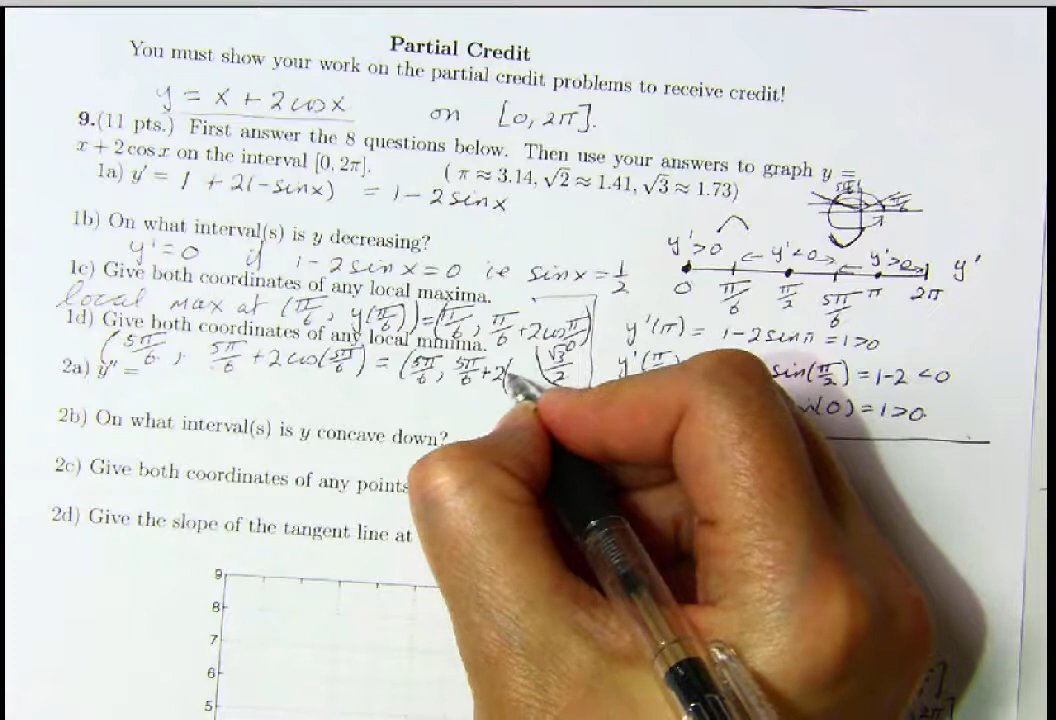 Partial Credit
You must show your work on the partial credit problems to receive credit!
y = x + 2 cos x on [0, 2π].
9.(11 pts.) First answer the 8 questions below. Then use your answers to graph y =
x + 2 cos x on the interval [0, 2π]. (π ≈ 3.14, √2 ≈ 1.41, √3 ≈ 1.73)
1a) y' = 1 + 2(-sin x) = 1 - 2 sin x
1b) On what interval(s) is y decreasing?
y' > 0 y' < 0 y' > 0 y'
0 π/6 π/2 5π/6 π 2π
y' = 0 if 1 - 2 sin x = 0 ie sin x = 1/2
1c) Give both coordinates of any local maxima.
local max at (π/6, y(π/6)) = (π/6, π/6 + 2 cos π/6)
y'(π) = 1 - 2 sin π = 1 > 0
1d) Give both coordinates of any local minima.
(5π/6, 5π/6 + 2 cos(5π/6) = (5π/6, 5π/6 + 2( √3/2
y'(π/ sin(π/2) = 1 - 2 < 0
2a) y'' =
(0) = 1 > 0
2b) On what interval(s) is y concave down?
2c) Give both coordinates of any points
2d) Give the slope of the tangent line at
9
8
7
6
5